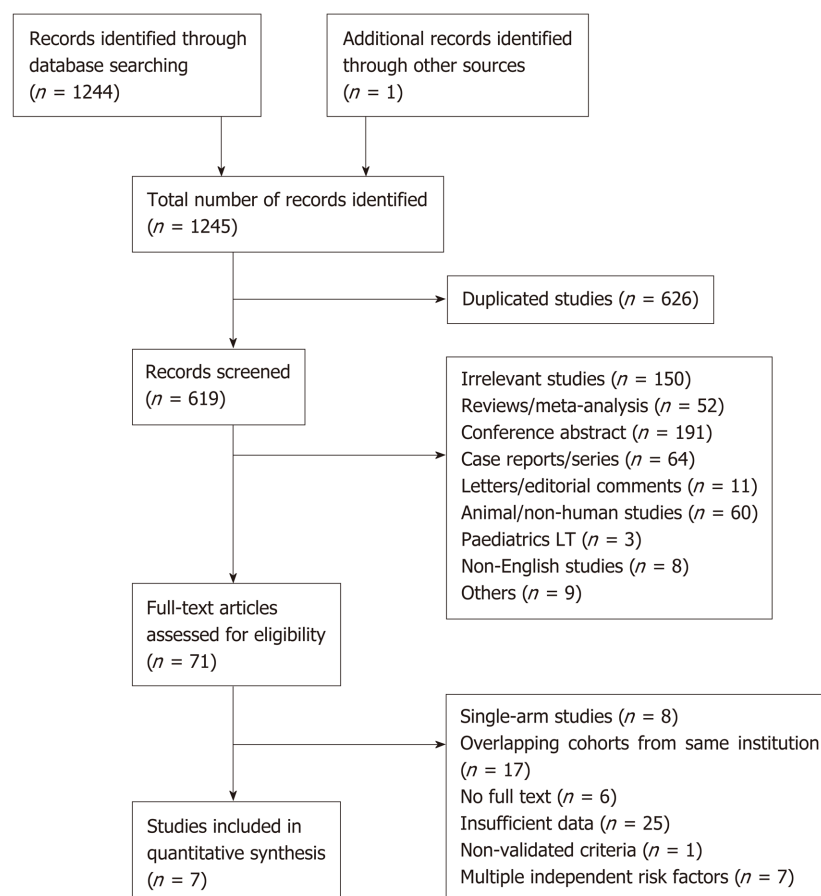 Records identified through
database searching
(n = 1244)
Additional records identified
through other sources
(n = 1)
Total number of records identified
(n = 1245)
Duplicated studies (n = 626)
Records screened
(n = 619)
Irrelevant studies (n = 150)
Reviews/meta-analysis (n = 52)
Conference abstract (n = 191)
Case reports/series (n = 64)
Letters/editorial comments (n = 11)
Animal/non-human studies (n = 60)
Paediatrics LT (n = 3)
Non-English studies (n = 8)
Others (n = 9)
Full-text articles
assessed for eligibility
(n = 71)
Single-arm studies (n = 8)
Overlapping cohorts from same institution
(n = 17)
No full text (n = 6)
Insufficient data (n = 25)
Non-validated criteria (n = 1)
Multiple independent risk factors (n = 7)
Studies included in
quantitative synthesis
(n = 7)